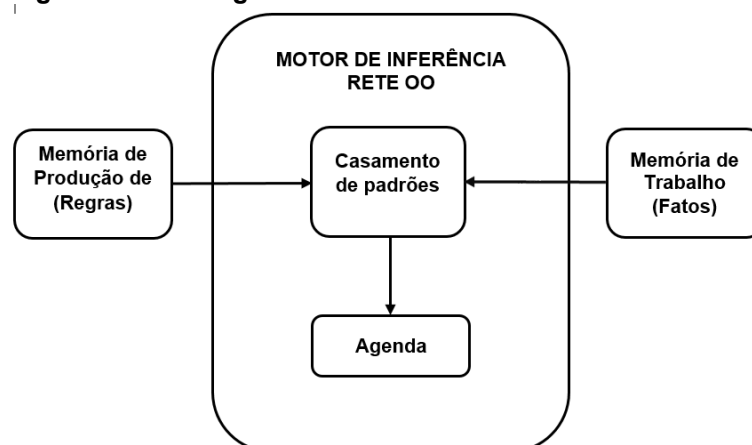 MOTOR DE INFERÊNCIA
RETE OO
Memória de
Produção de
(Regras)
Casamento
de padrões
Memória de
Trabalho
(Fatos)
Agenda